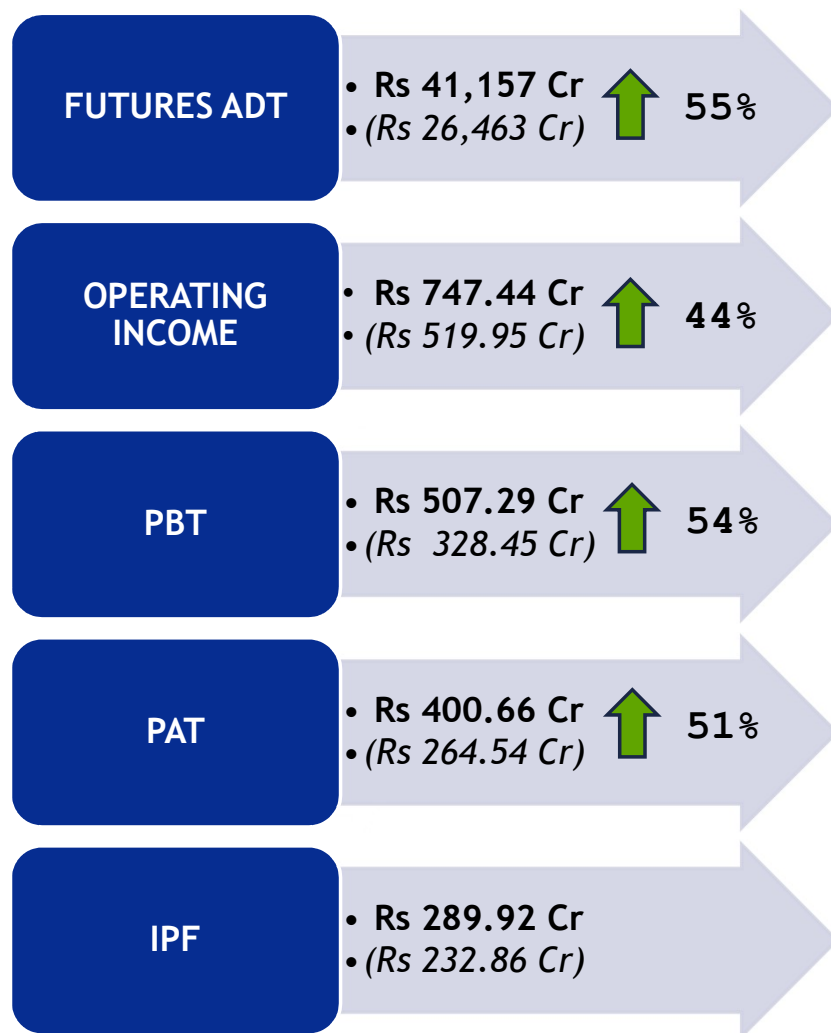 FUTURES ADT
• Rs 41,157 Cr
• (Rs 26,463 Cr)
55%
OPERATING
INCOME
• Rs 747.44 Cr
• (Rs 519.95 Cr)
44%
PBT
• Rs 507.29 Cr
• (Rs 328.45 Cr)
54%
PAT
• Rs 400.66 Cr
• (Rs 264.54 Cr)
51%
IPF
• Rs 289.92 Cr
• (Rs 232.86 Cr)